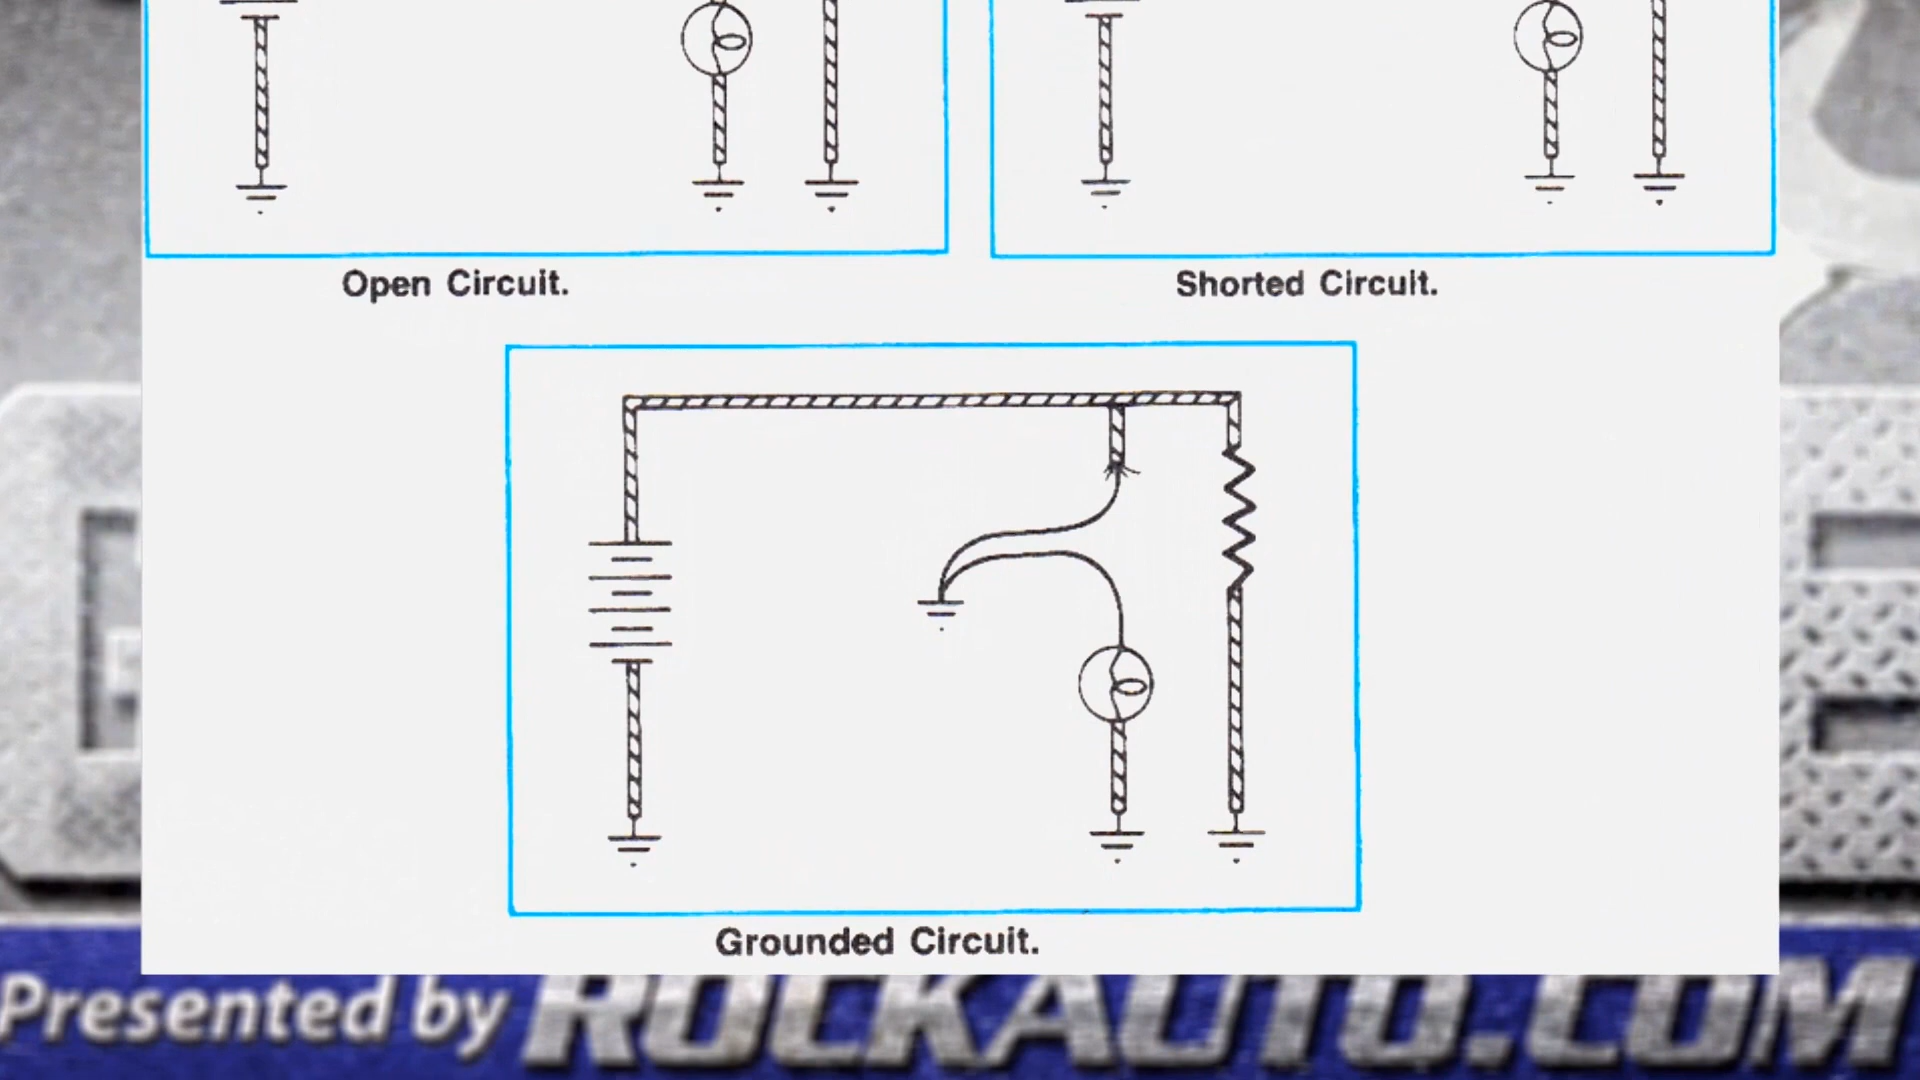 Open Circuit.
Shorted Circuit.
Grounded Circuit.
Presented by ROCKAUTO.COM